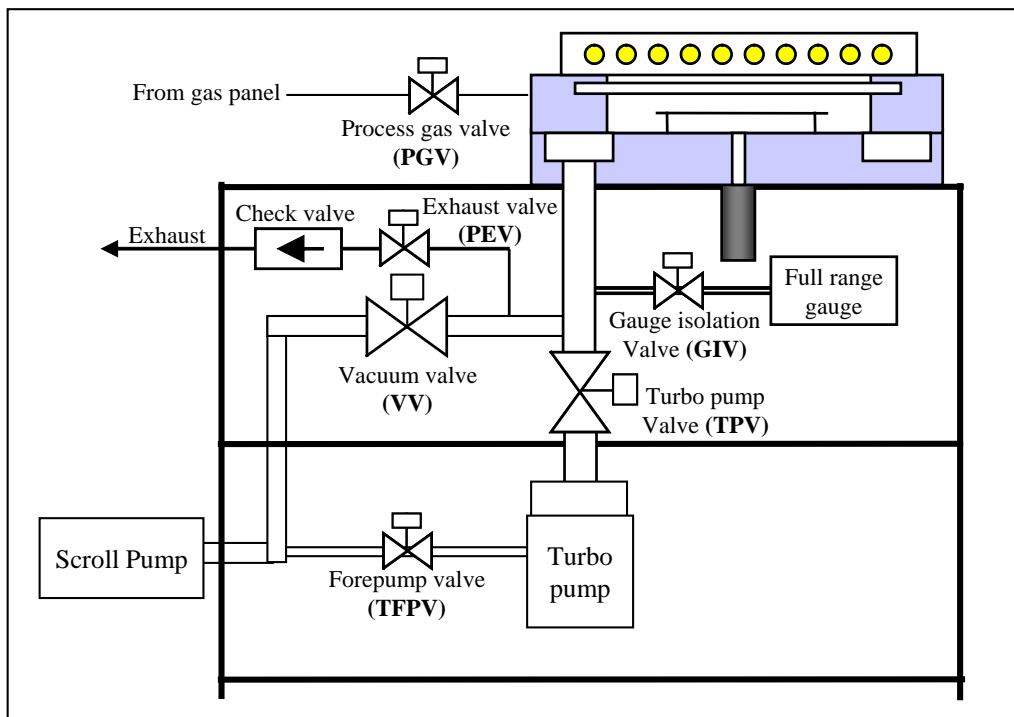 From gas panel
Process gas valve
(PGV)
Check valve
Exhaust valve
(PEV)
Exhaust
Full range
gauge
Gauge isolation
Valve (GIV)
Vacuum valve
(VV)
Turbo pump
Valve (TPV)
Scroll Pump
Forepump valve
(TFPV)
Turbo
pump